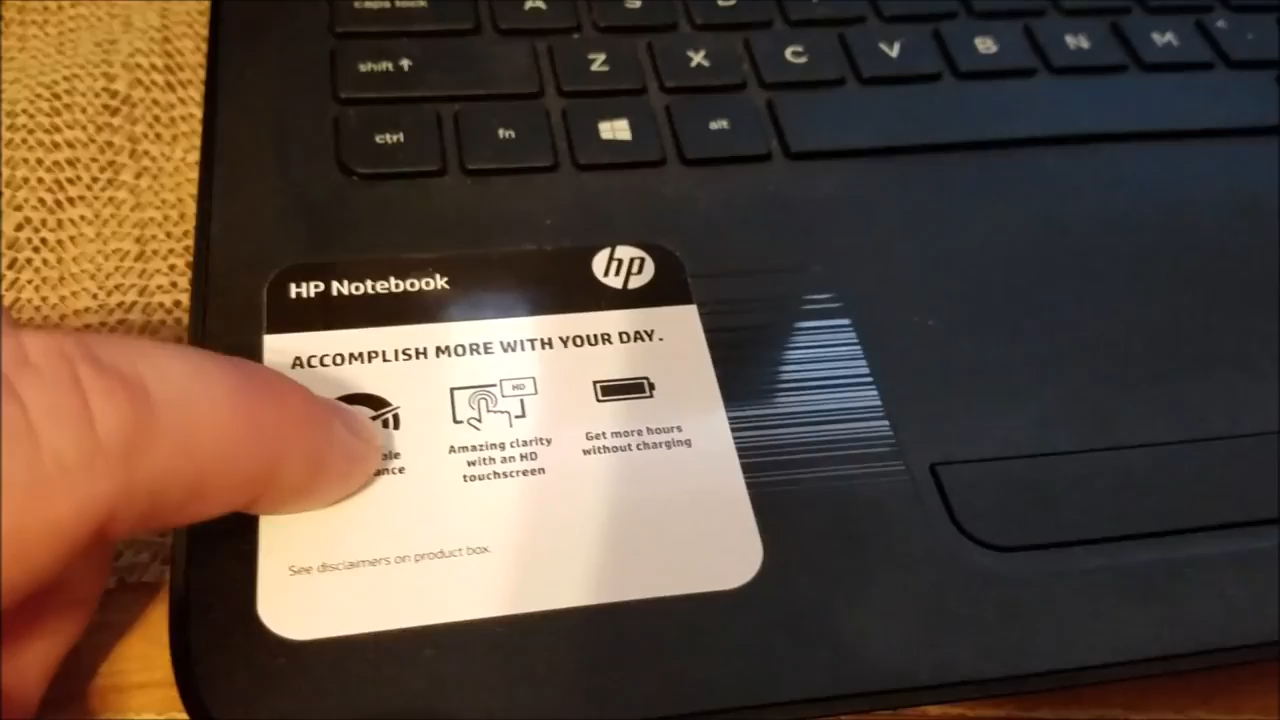 caps lock A S D
shift ↑ Z X C V B N M
ctrl fn alt
HP Notebook hp
ACCOMPLISH MORE WITH YOUR DAY.
HD
Amazing clarity
with an HD
touchscreen
Get more hours
without charging
See disclaimers on product box.